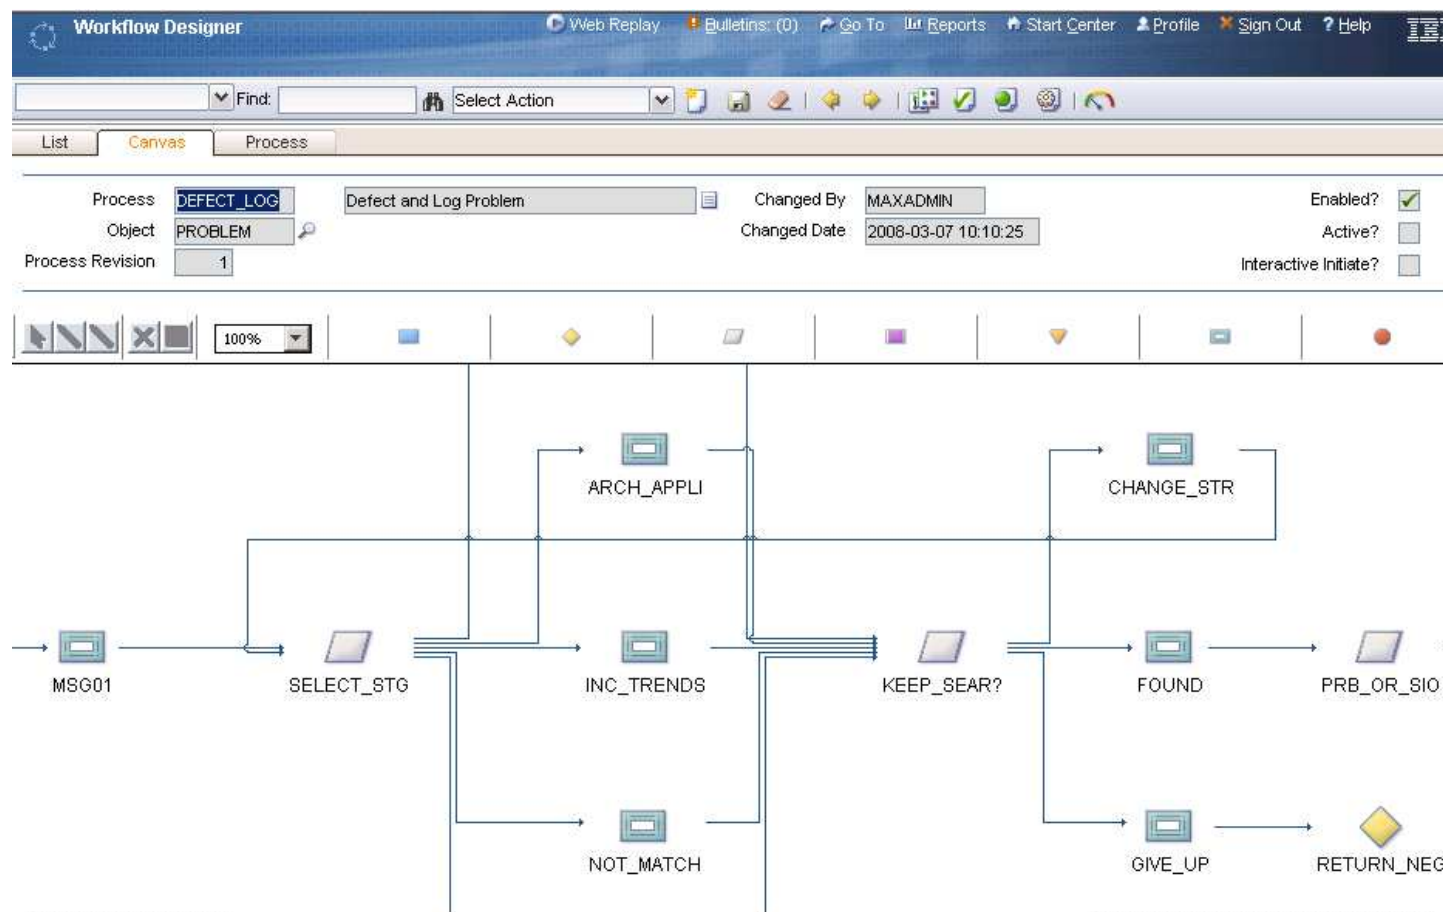 Workflow Designer
Web Replay Bulletins: (0) Go To Reports Start Center Profile Sign Out ? Help
Find: Select Action
List Canvas Process
Process DEFECT_LOG Defect and Log Problem Changed By MAXADMIN Enabled?
Object PROBLEM Changed Date 2008-03-07 10:10:25 Active?
Process Revision 1 Interactive Initiate?
100%
ARCH_APPLI CHANGE_STR
MSG01 SELECT_STG INC_TRENDS KEEP_SEAR? FOUND PRB_OR_SIO
NOT_MATCH GIVE_UP RETURN_NEG